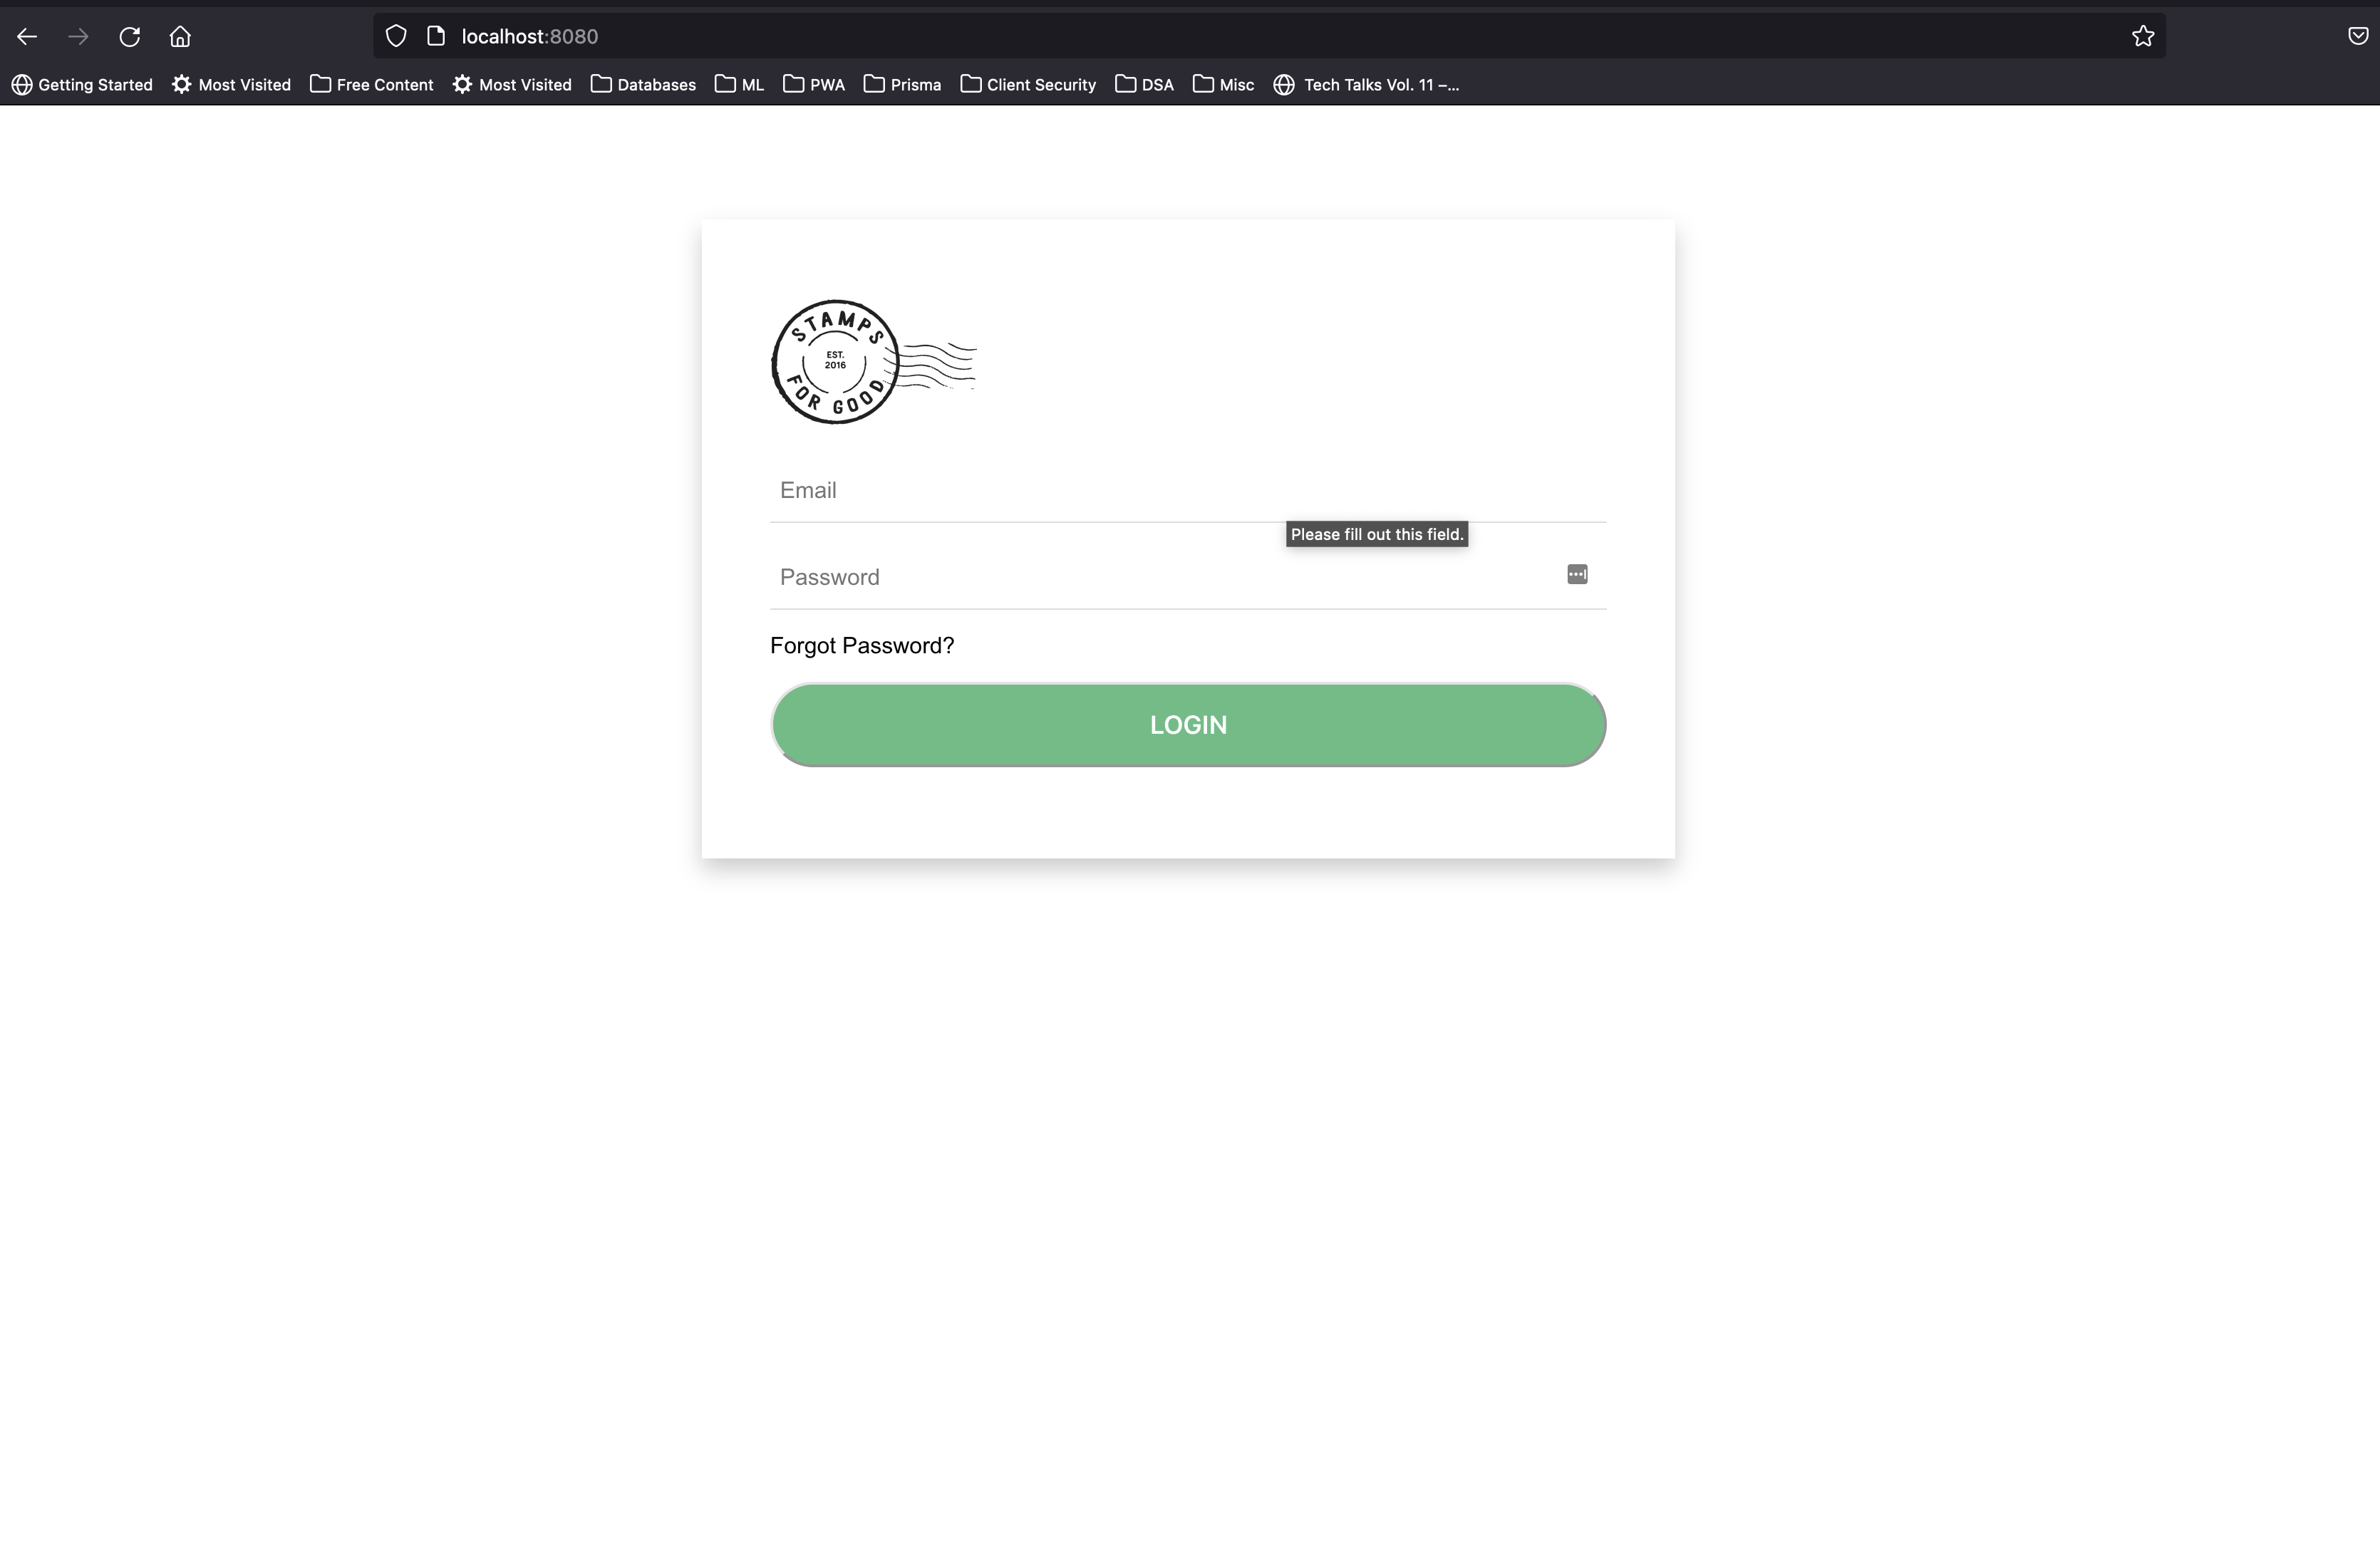 localhost:8080
Getting Started Most Visited Free Content Most Visited Databases ML PWA Prisma Client Security DSA Misc Tech Talks Vol. 11 –...
STAMPS
EST.
2016
FOR GOOD
Email
Please fill out this field.
Password
Forgot Password?
LOGIN